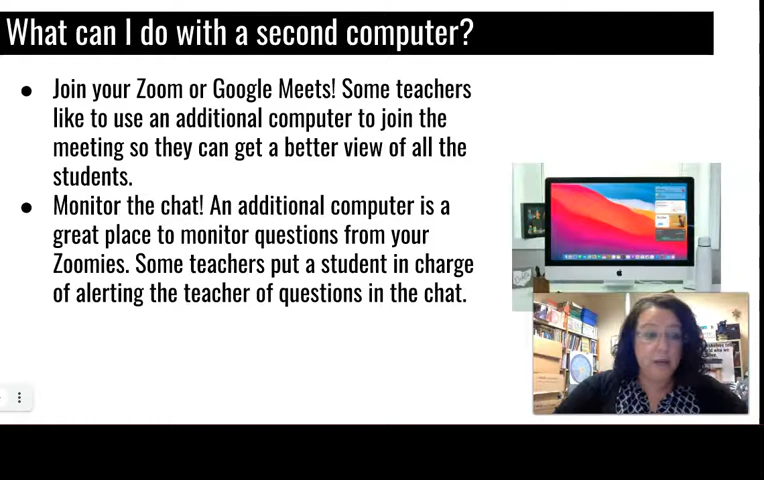 What can I do with a second computer?
● Join your Zoom or Google Meets! Some teachers
like to use an additional computer to join the
meeting so they can get a better view of all the
students.
● Monitor the chat! An additional computer is a
great place to monitor questions from your
Zoomies. Some teachers put a student in charge
of alerting the teacher of questions in the chat.